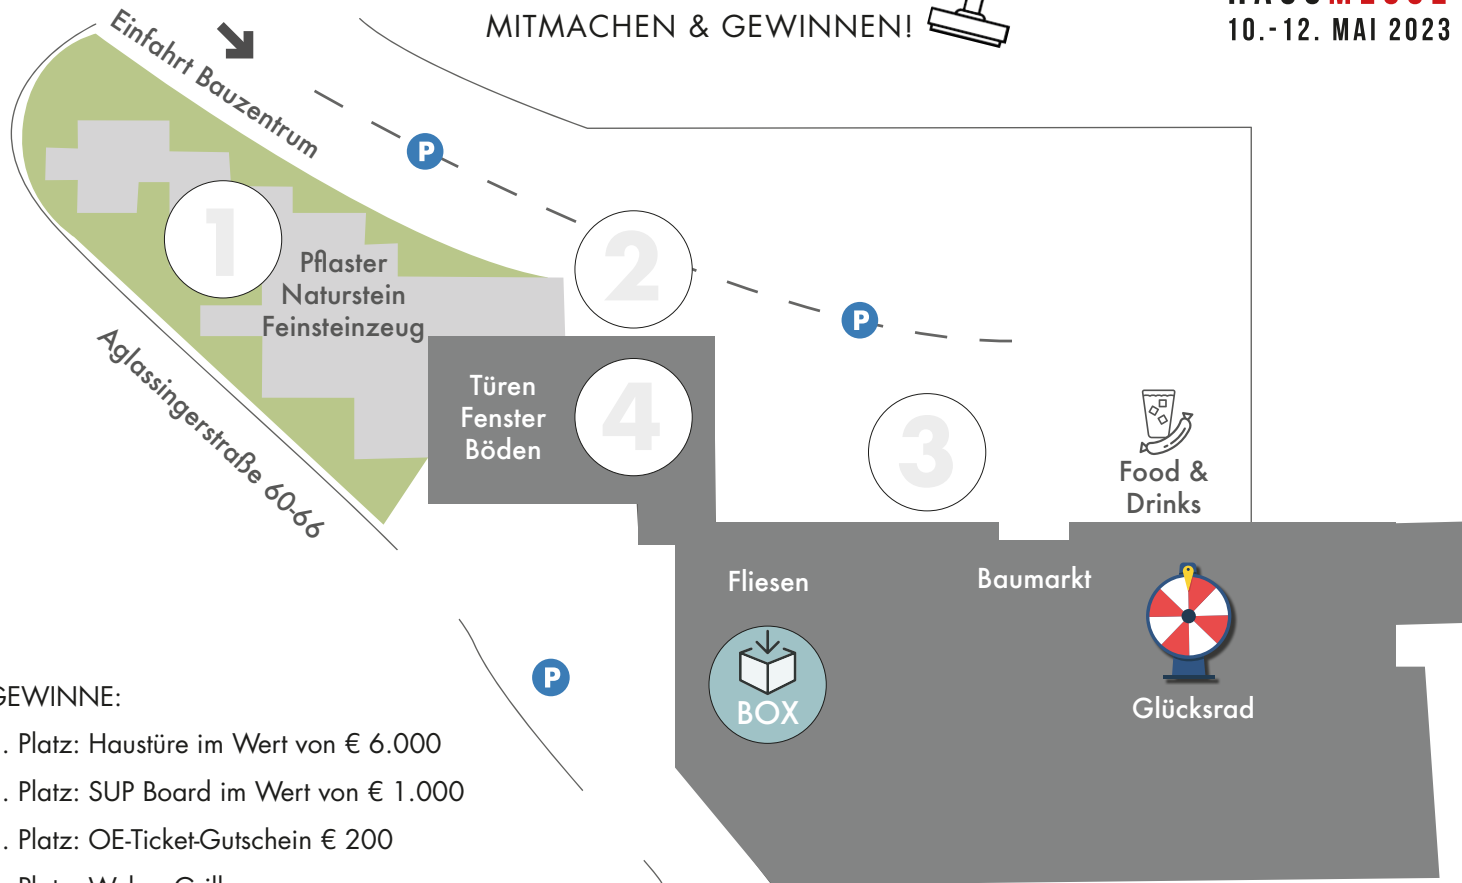 MITMACHEN & GEWINNEN!
10.-12. MAI 2023
Einfahrt Bauzentrum
P
1
2
Pflaster
Naturstein
Feinsteinzeug
P
Aglassingerstraße 60-66
Türen
Fenster
Böden
4
3
Food &
Drinks
Fliesen
Baumarkt
P
BOX
Glücksrad
GEWINNE:
. Platz: Haustüre im Wert von € 6.000
. Platz: SUP Board im Wert von € 1.000
. Platz: OE-Ticket-Gutschein € 200